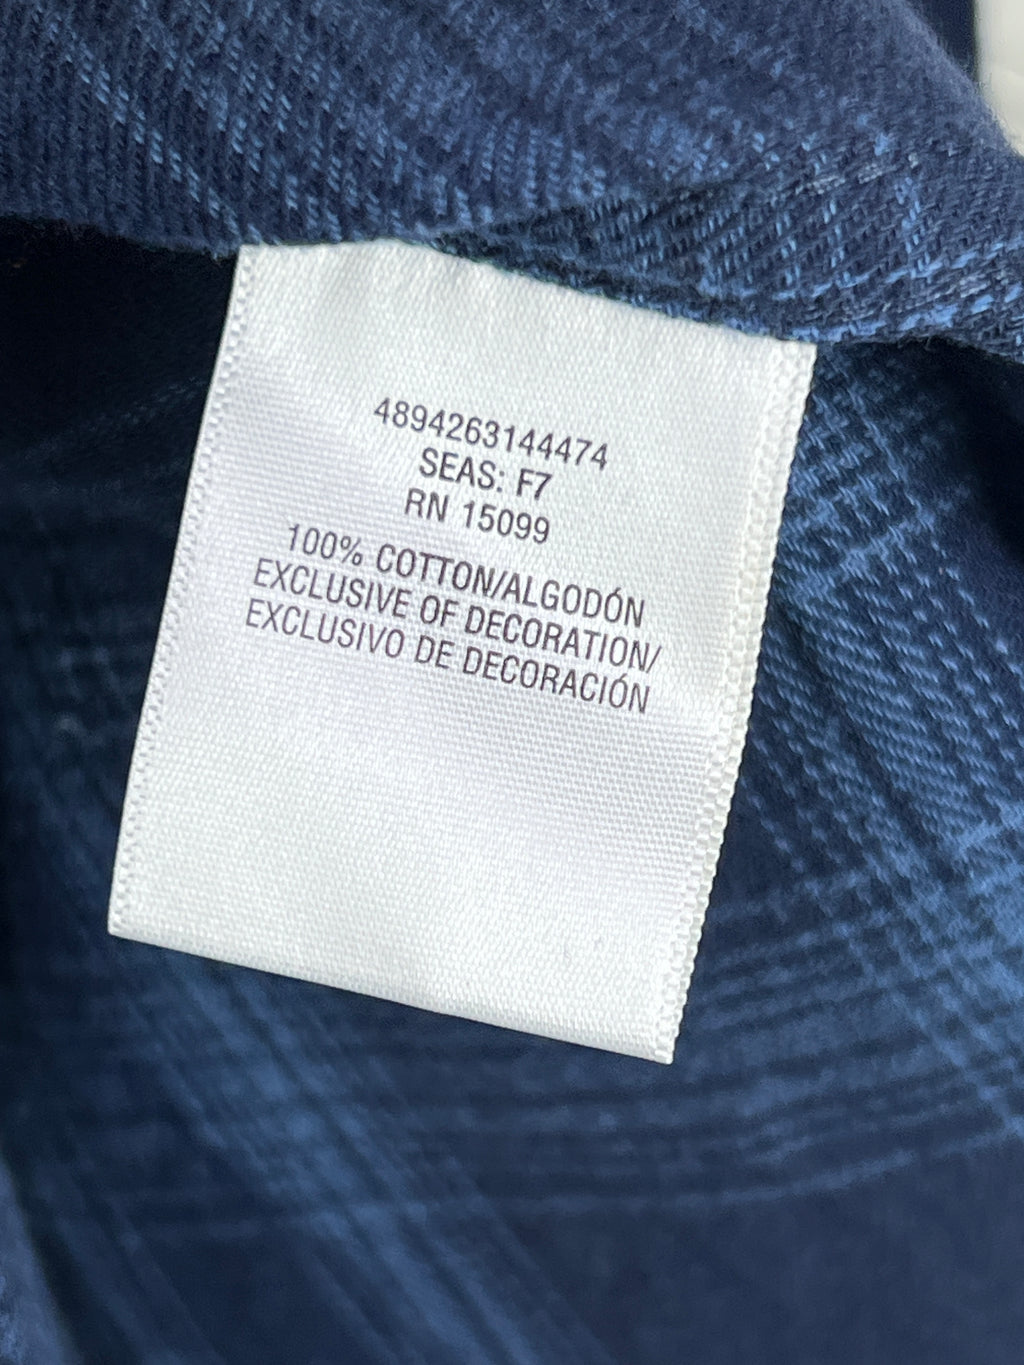 4894263144474
SEAS: F7
RN 15099
100% COTTON/ALGODÓN
EXCLUSIVE OF DECORATION/
EXCLUSIVO DE DECORACIÓN